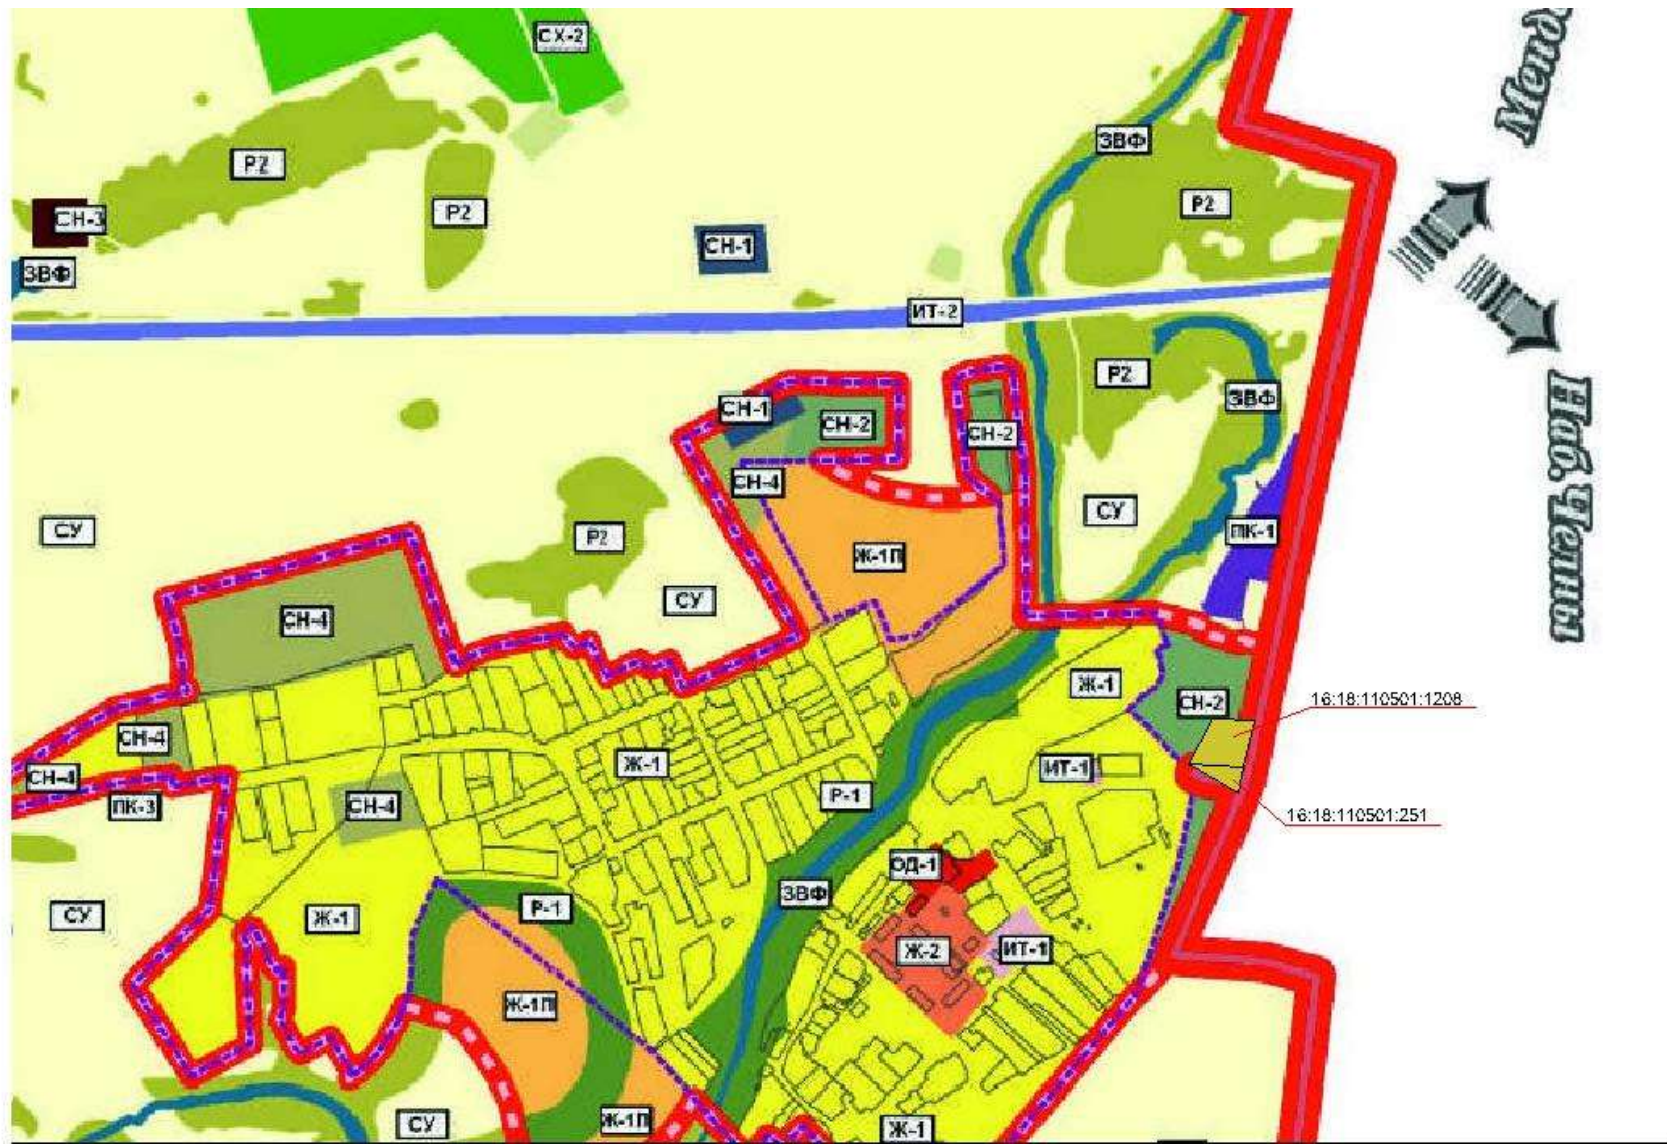 СХ-2
Менд
ЗВФ
Р2
Р2
Р2
СН-3
СН-1
ЗВФ
ИТ-2
Р2
ЗВФ
СН-1
СН-2
СН-2
СН-4
СУ
ПК-1
СУ
Р2
Ж-1П
Наб. Челны
СУ
СН-4
Ж-1
СН-2
16:18:110501:1208
СН-4
Ж-1
ИТ-1
СН-4
Р-1
ПК-3
СН-4
16:18:110501:251
ОД-1
ЗВФ
Р-1
СУ
Ж-1
Ж-2
ИТ-1
Ж-1П
СУ
Ж-1П
Ж-1